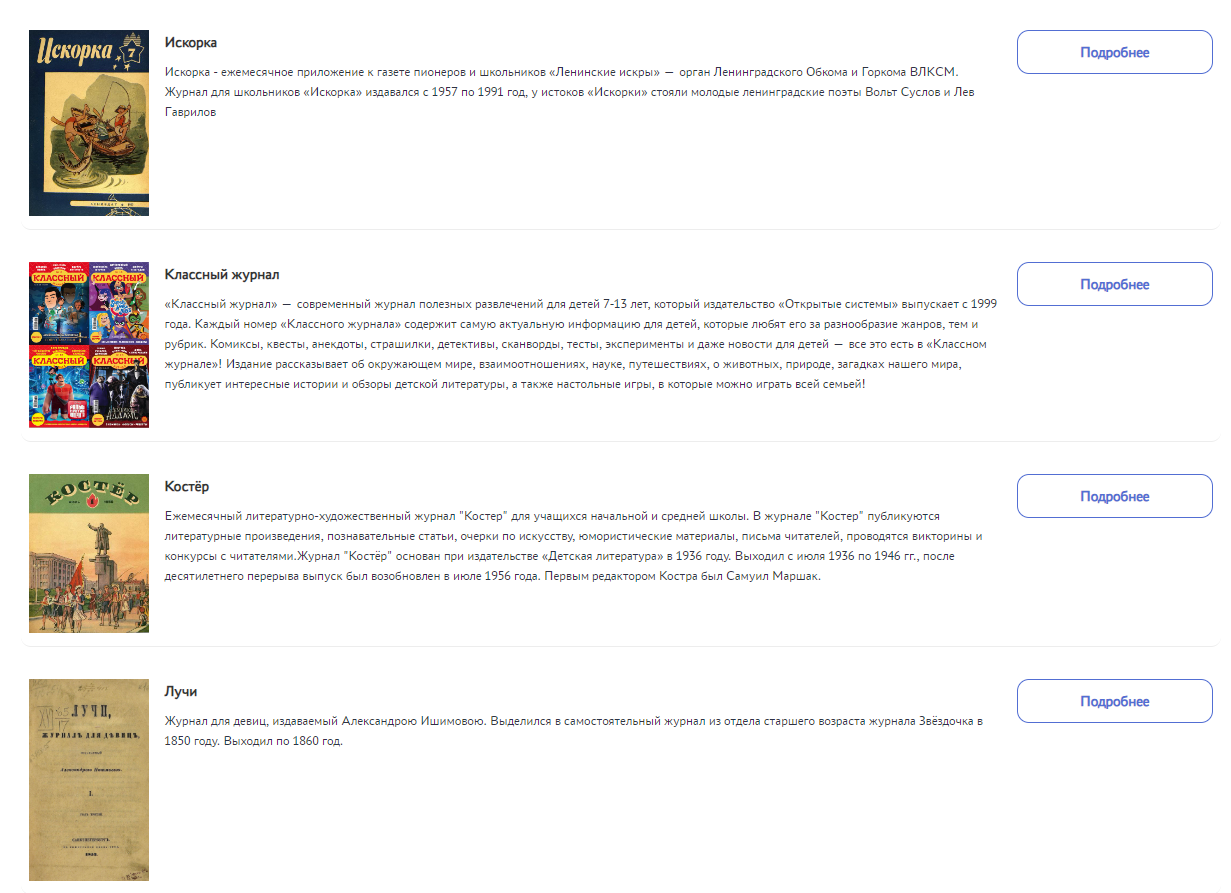 Искорка 7
Искорка
Подробнее
Искорка - ежемесячное приложение к газете пионеров и школьников «Ленинские искры» — орган Ленинградского Обкома и Горкома ВЛКСМ.
Журнал для школьников «Искорка» издавался с 1957 по 1991 год, у истоков «Искорки» стояли молодые ленинградские поэты Вольт Суслов и Лев
Гаврилов
КЛАССНЫЙ КЛАССНЫЙ
КЛАССНЫЙ КЛАССНЫЙ
Классный журнал
Подробнее
«Классный журнал» — современный журнал полезных развлечений для детей 7-13 лет, который издательство «Открытые системы» выпускает с 1999
года. Каждый номер «Классного журнала» содержит самую актуальную информацию для детей, которые любят его за разнообразие жанров, тем и
рубрик. Комиксы, квесты, анекдоты, страшилки, детективы, сканворды, тесты, эксперименты и даже новости для детей — все это есть в «Классном
журнале»! Издание рассказывает об окружающем мире, взаимоотношениях, науке, путешествиях, о животных, природе, загадках нашего мира,
публикует интересные истории и обзоры детской литературы, а также настольные игры, в которые можно играть всей семьей!
КОСТЁР
Костёр
Подробнее
Ежемесячный литературно-художественный журнал "Костер" для учащихся начальной и средней школы. В журнале "Костер" публикуются
литературные произведения, познавательные статьи, очерки по искусству, юмористические материалы, письма читателей, проводятся викторины и
конкурсы с читателями.Журнал "Костёр" основан при издательстве «Детская литература» в 1936 году. Выходил с июля 1936 по 1946 гг., после
десятилетнего перерыва выпуск был возобновлен в июле 1956 года. Первым редактором Костра был Самуил Маршак.
ЛУЧИ,
ЖУРНАЛЪ ДЛЯ ДѢВИЦЪ,
I.
Лучи
Подробнее
Журнал для девиц, издаваемый Александрою Ишимовою. Выделился в самостоятельный журнал из отдела старшего возраста журнала Звёздочка в
1850 году. Выходил по 1860 год.